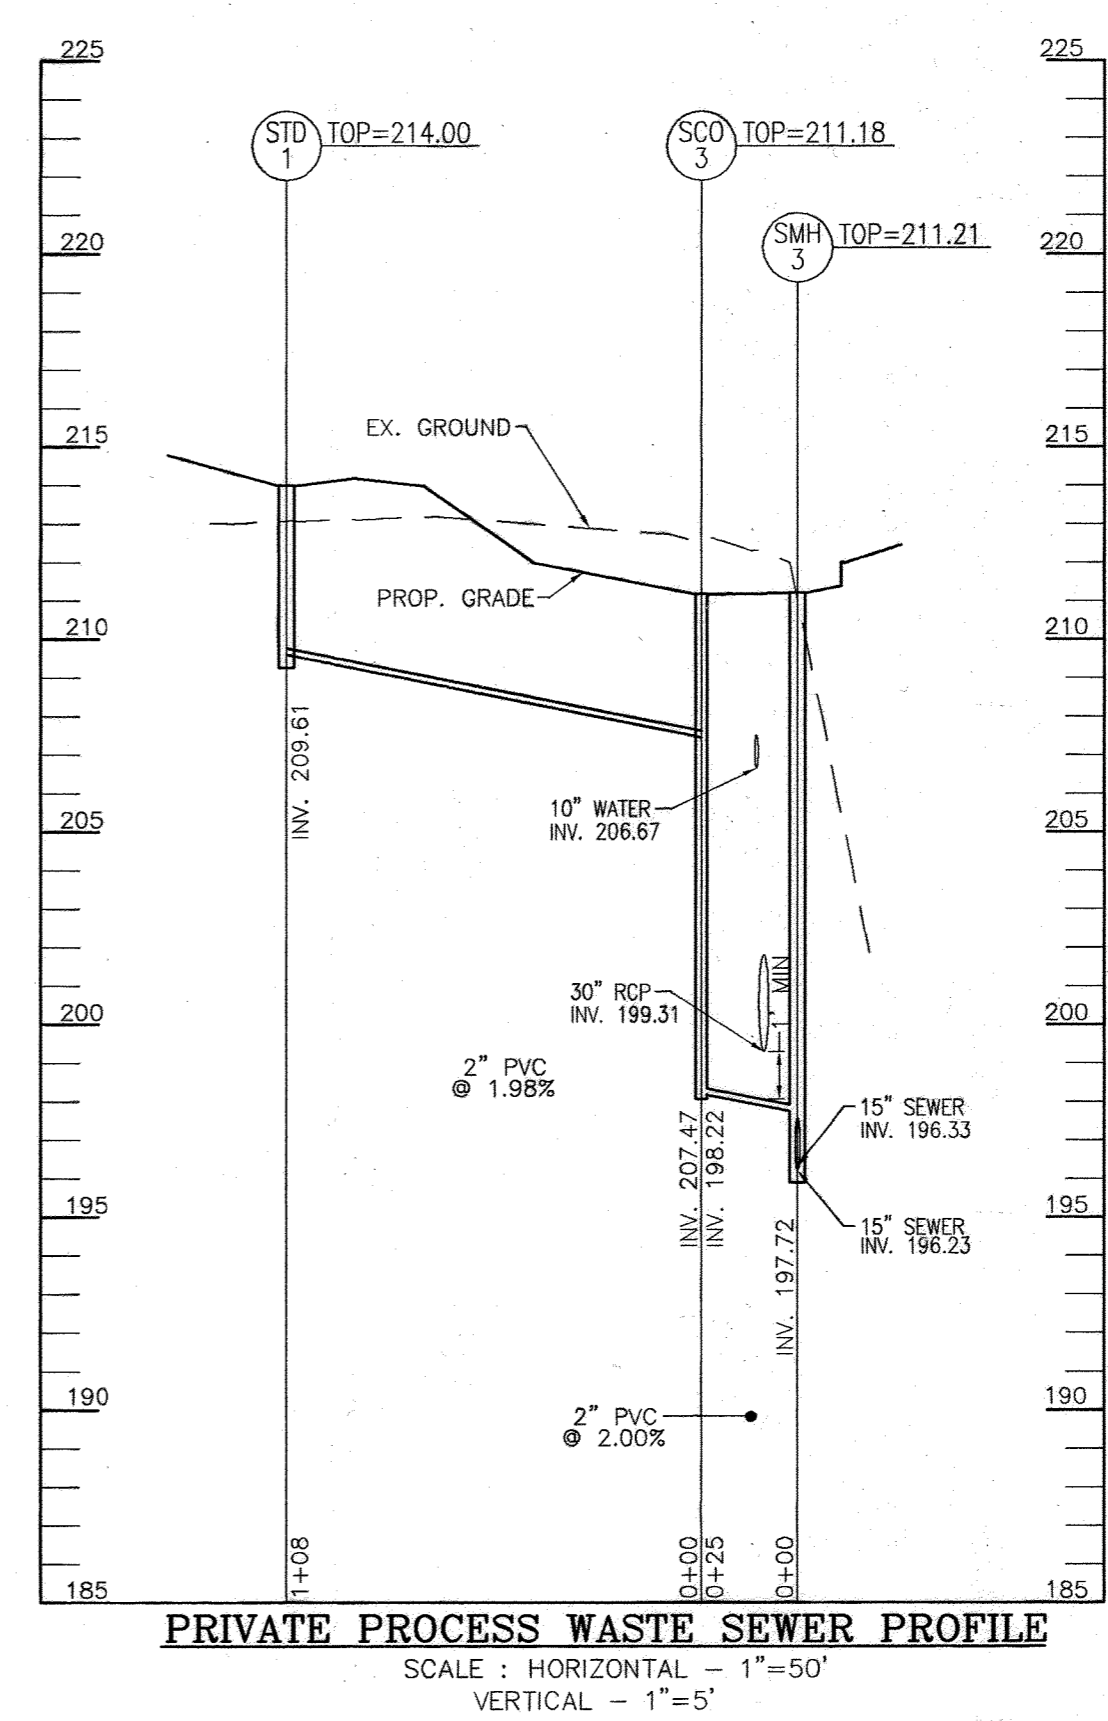 225
225
STD
1
TOP=214.00
SCO
3
TOP=211.18
SMH
3
TOP=211.21
220
220
EX. GROUND
215
215
PROP. GRADE
210
210
INV. 209.61
10" WATER
INV. 206.67
205
205
30" RCP
INV. 199.31
1' MIN
200
200
2" PVC
@ 1.98%
15" SEWER
INV. 196.33
INV. 207.47
INV. 198.22
195
195
15" SEWER
INV. 196.23
INV. 197.72
190
190
2" PVC
@ 2.00%
1+08
0+00
0+25
0+00
185
185
PRIVATE PROCESS WASTE SEWER PROFILE
SCALE : HORIZONTAL - 1"=50'
VERTICAL - 1"=5'